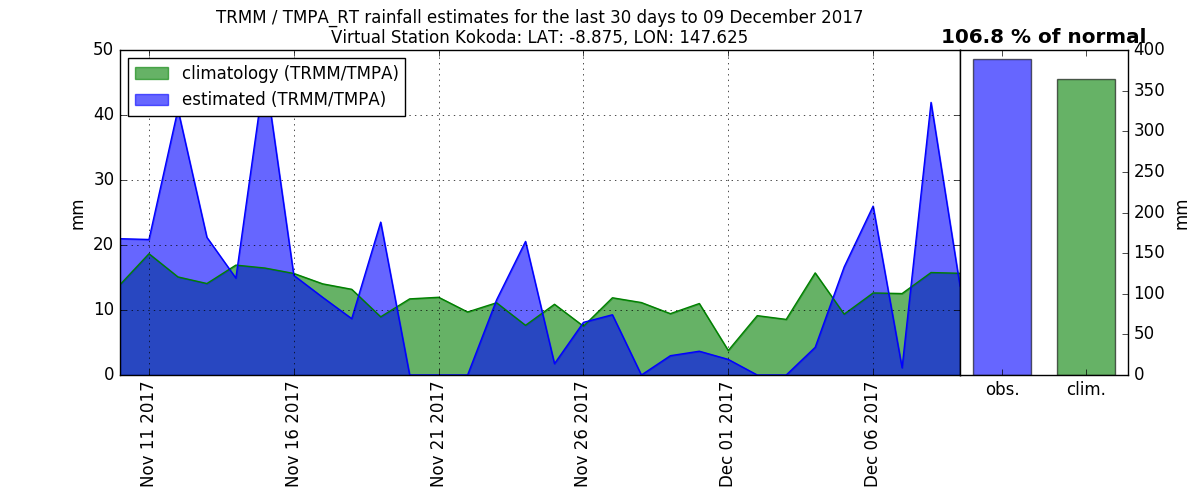 TRMM / TMPA_RT rainfall estimates for the last 30 days to 09 December 2017
Virtual Station Kokoda: LAT: -8.875, LON: 147.625
106.8 % of normal
climatology (TRMM/TMPA)
estimated (TRMM/TMPA)
50
40
30
20
10
0
mm
Nov 11 2017
Nov 16 2017
Nov 21 2017
Nov 26 2017
Dec 01 2017
Dec 06 2017
obs.
clim.
400
350
300
250
200
150
100
50
0
mm